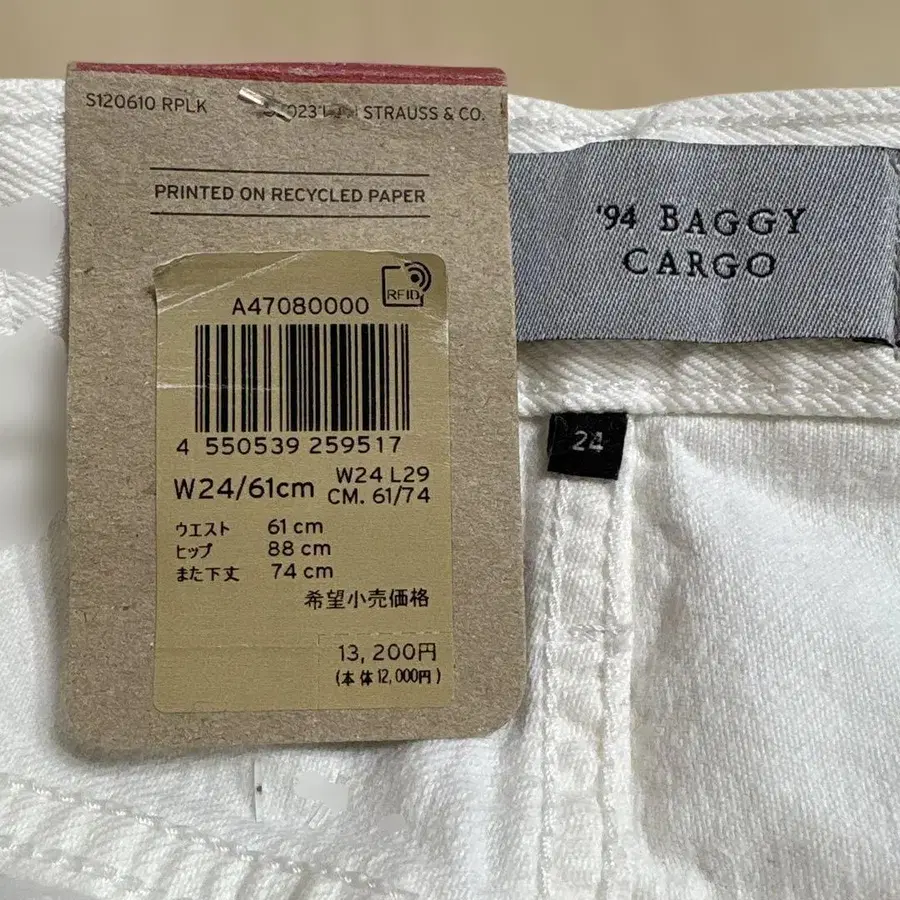 S120610 RPLK
STRAUSS & CO.
PRINTED ON RECYCLED PAPER
RFID
A47080000
4 550539 259517
W24/61cm
W24 L29
CM. 61/74
ウエスト 61 cm
ヒップ 88 cm
また下丈 74 cm
希望小売価格
13,200円
(本体12,000円)
'94 BAGGY
CARGO
24